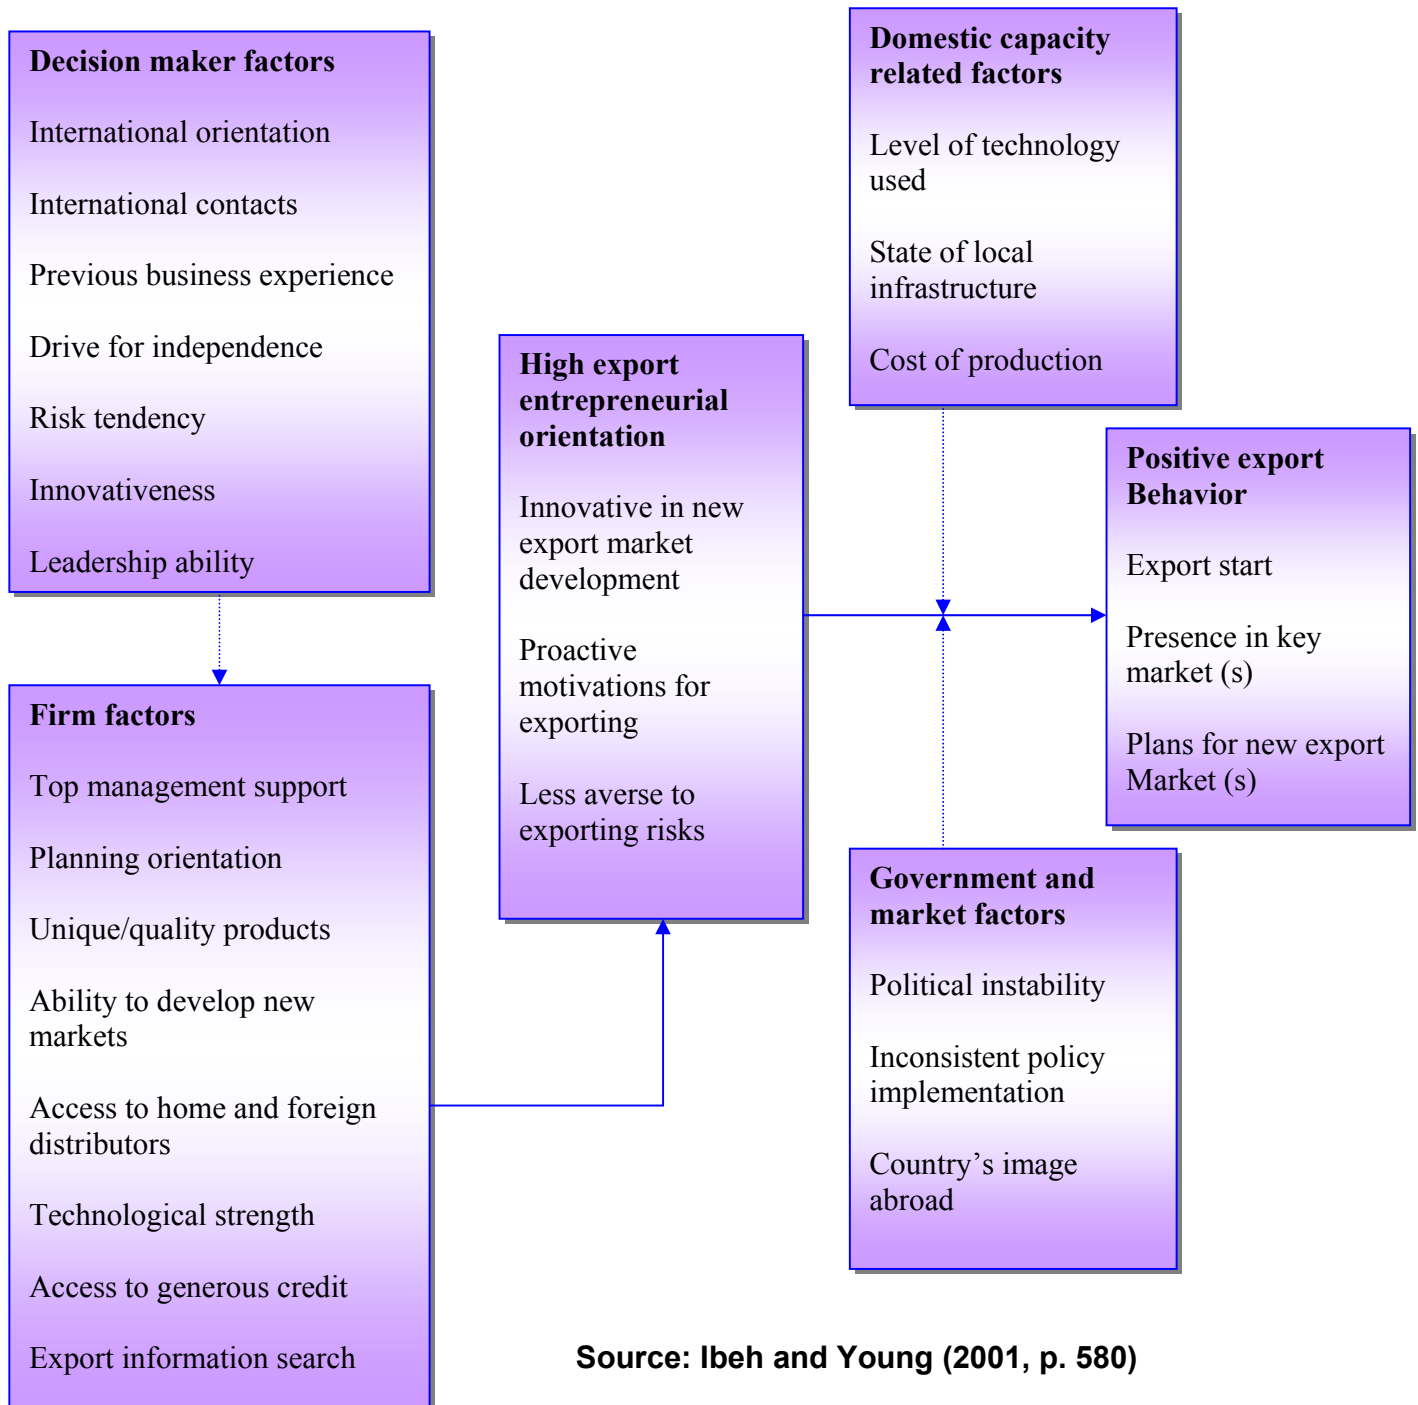 Decision maker factors
International orientation
International contacts
Previous business experience
Drive for independence
Risk tendency
Innovativeness
Leadership ability
Firm factors
Top management support
Planning orientation
Unique/quality products
Ability to develop new
markets
Access to home and foreign
distributors
Technological strength
Access to generous credit
Export information search
High export
entrepreneurial
orientation
Innovative in new
export market
development
Proactive
motivations for
exporting
Less averse to
exporting risks
Domestic capacity
related factors
Level of technology
used
State of local
infrastructure
Cost of production
Positive export
Behavior
Export start
Presence in key
market (s)
Plans for new export
Market (s)
Government and
market factors
Political instability
Inconsistent policy
implementation
Country’s image
abroad
Source: Ibeh and Young (2001, p. 580)